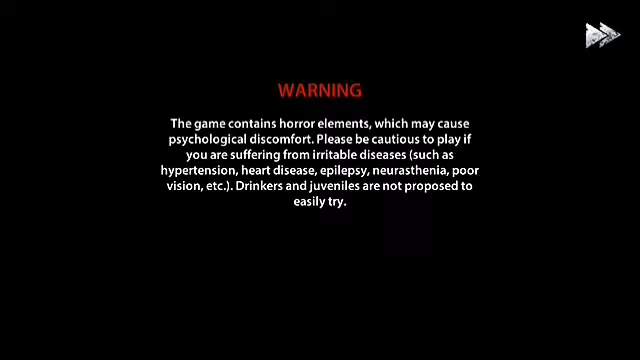 WARNING
The game contains horror elements, which may cause
psychological discomfort. Please be cautious to play if
you are suffering from irritable diseases (such as
hypertension, heart disease, epilepsy, neurasthenia, poor
vision, etc.). Drinkers and juveniles are not proposed to
easily try.